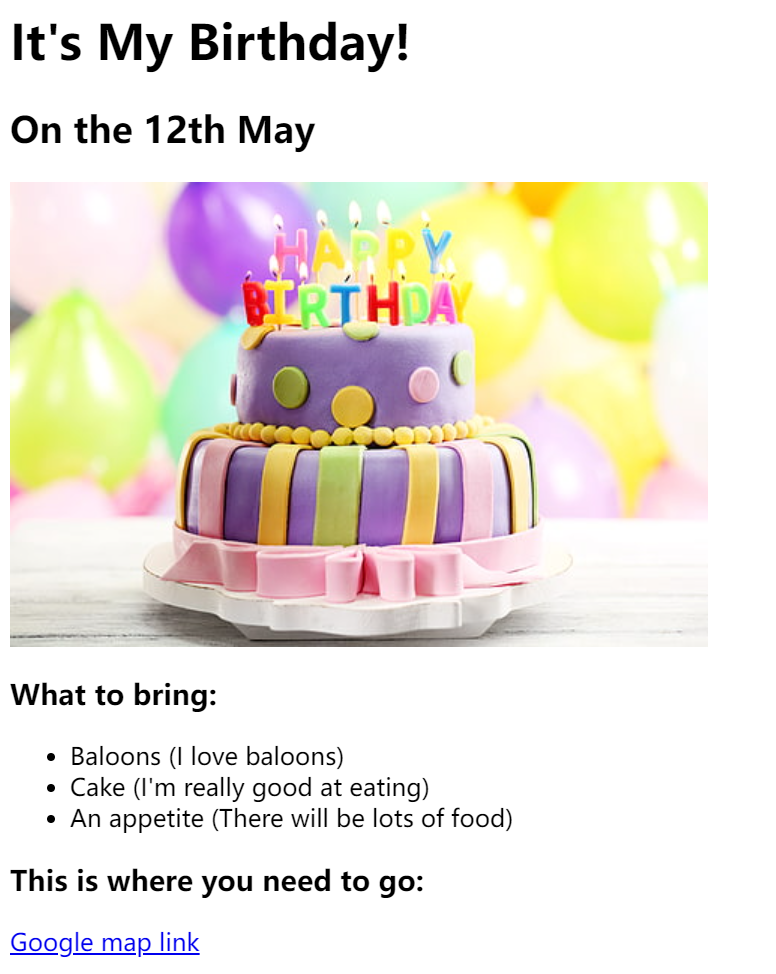 It's My Birthday!
On the 12th May
HAPPY
BIRTHDAY
What to bring:
Baloons (I love baloons)
Cake (I'm really good at eating)
An appetite (There will be lots of food)
This is where you need to go:
Google map link